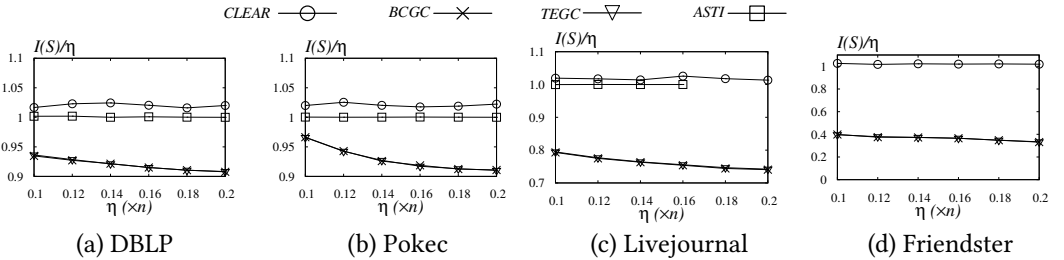 CLEAR BCGC TEGC ASTI
I(S)/η
1.1
1.05
1
0.95
0.9
0.1 0.12 0.14 0.16 0.18 0.2
η (×n)
(a) DBLP
I(S)/η
1.1
1.05
1
0.95
0.9
0.1 0.12 0.14 0.16 0.18 0.2
η (×n)
(b) Pokec
I(S)/η
1.1
1.0
0.9
0.8
0.7
0.1 0.12 0.14 0.16 0.18 0.2
η (×n)
(c) Livejournal
I(S)/η
1
0.8
0.6
0.4
0.2
0
0.1 0.12 0.14 0.16 0.18 0.2
η (×n)
(d) Friendster